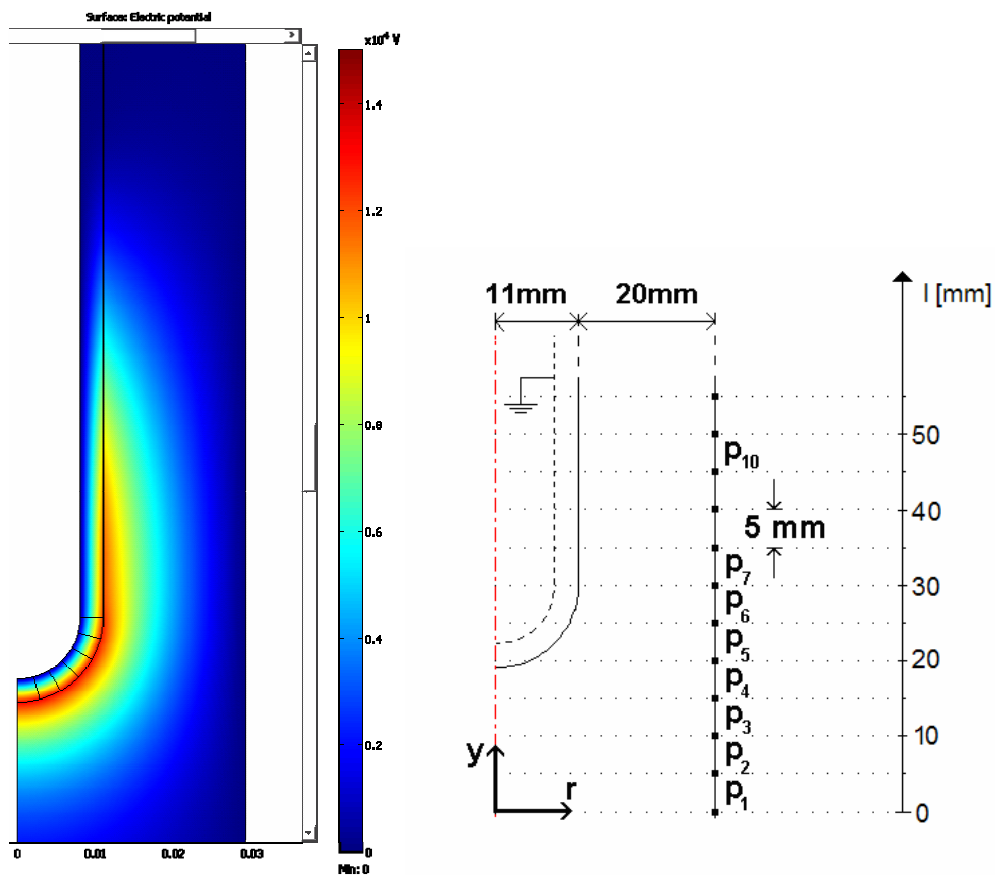 Surface: Electric potential
x10⁴ V
1.4
1.2
1
0.8
0.6
0.4
0.2
0
Min: 0
0 0.01 0.02 0.03
11mm 20mm
l [mm]
50
p₁₀
40
5 mm
p₇
30
p₆
p₅
20
p₄
p₃
10
p₂
y
r
p₁
0